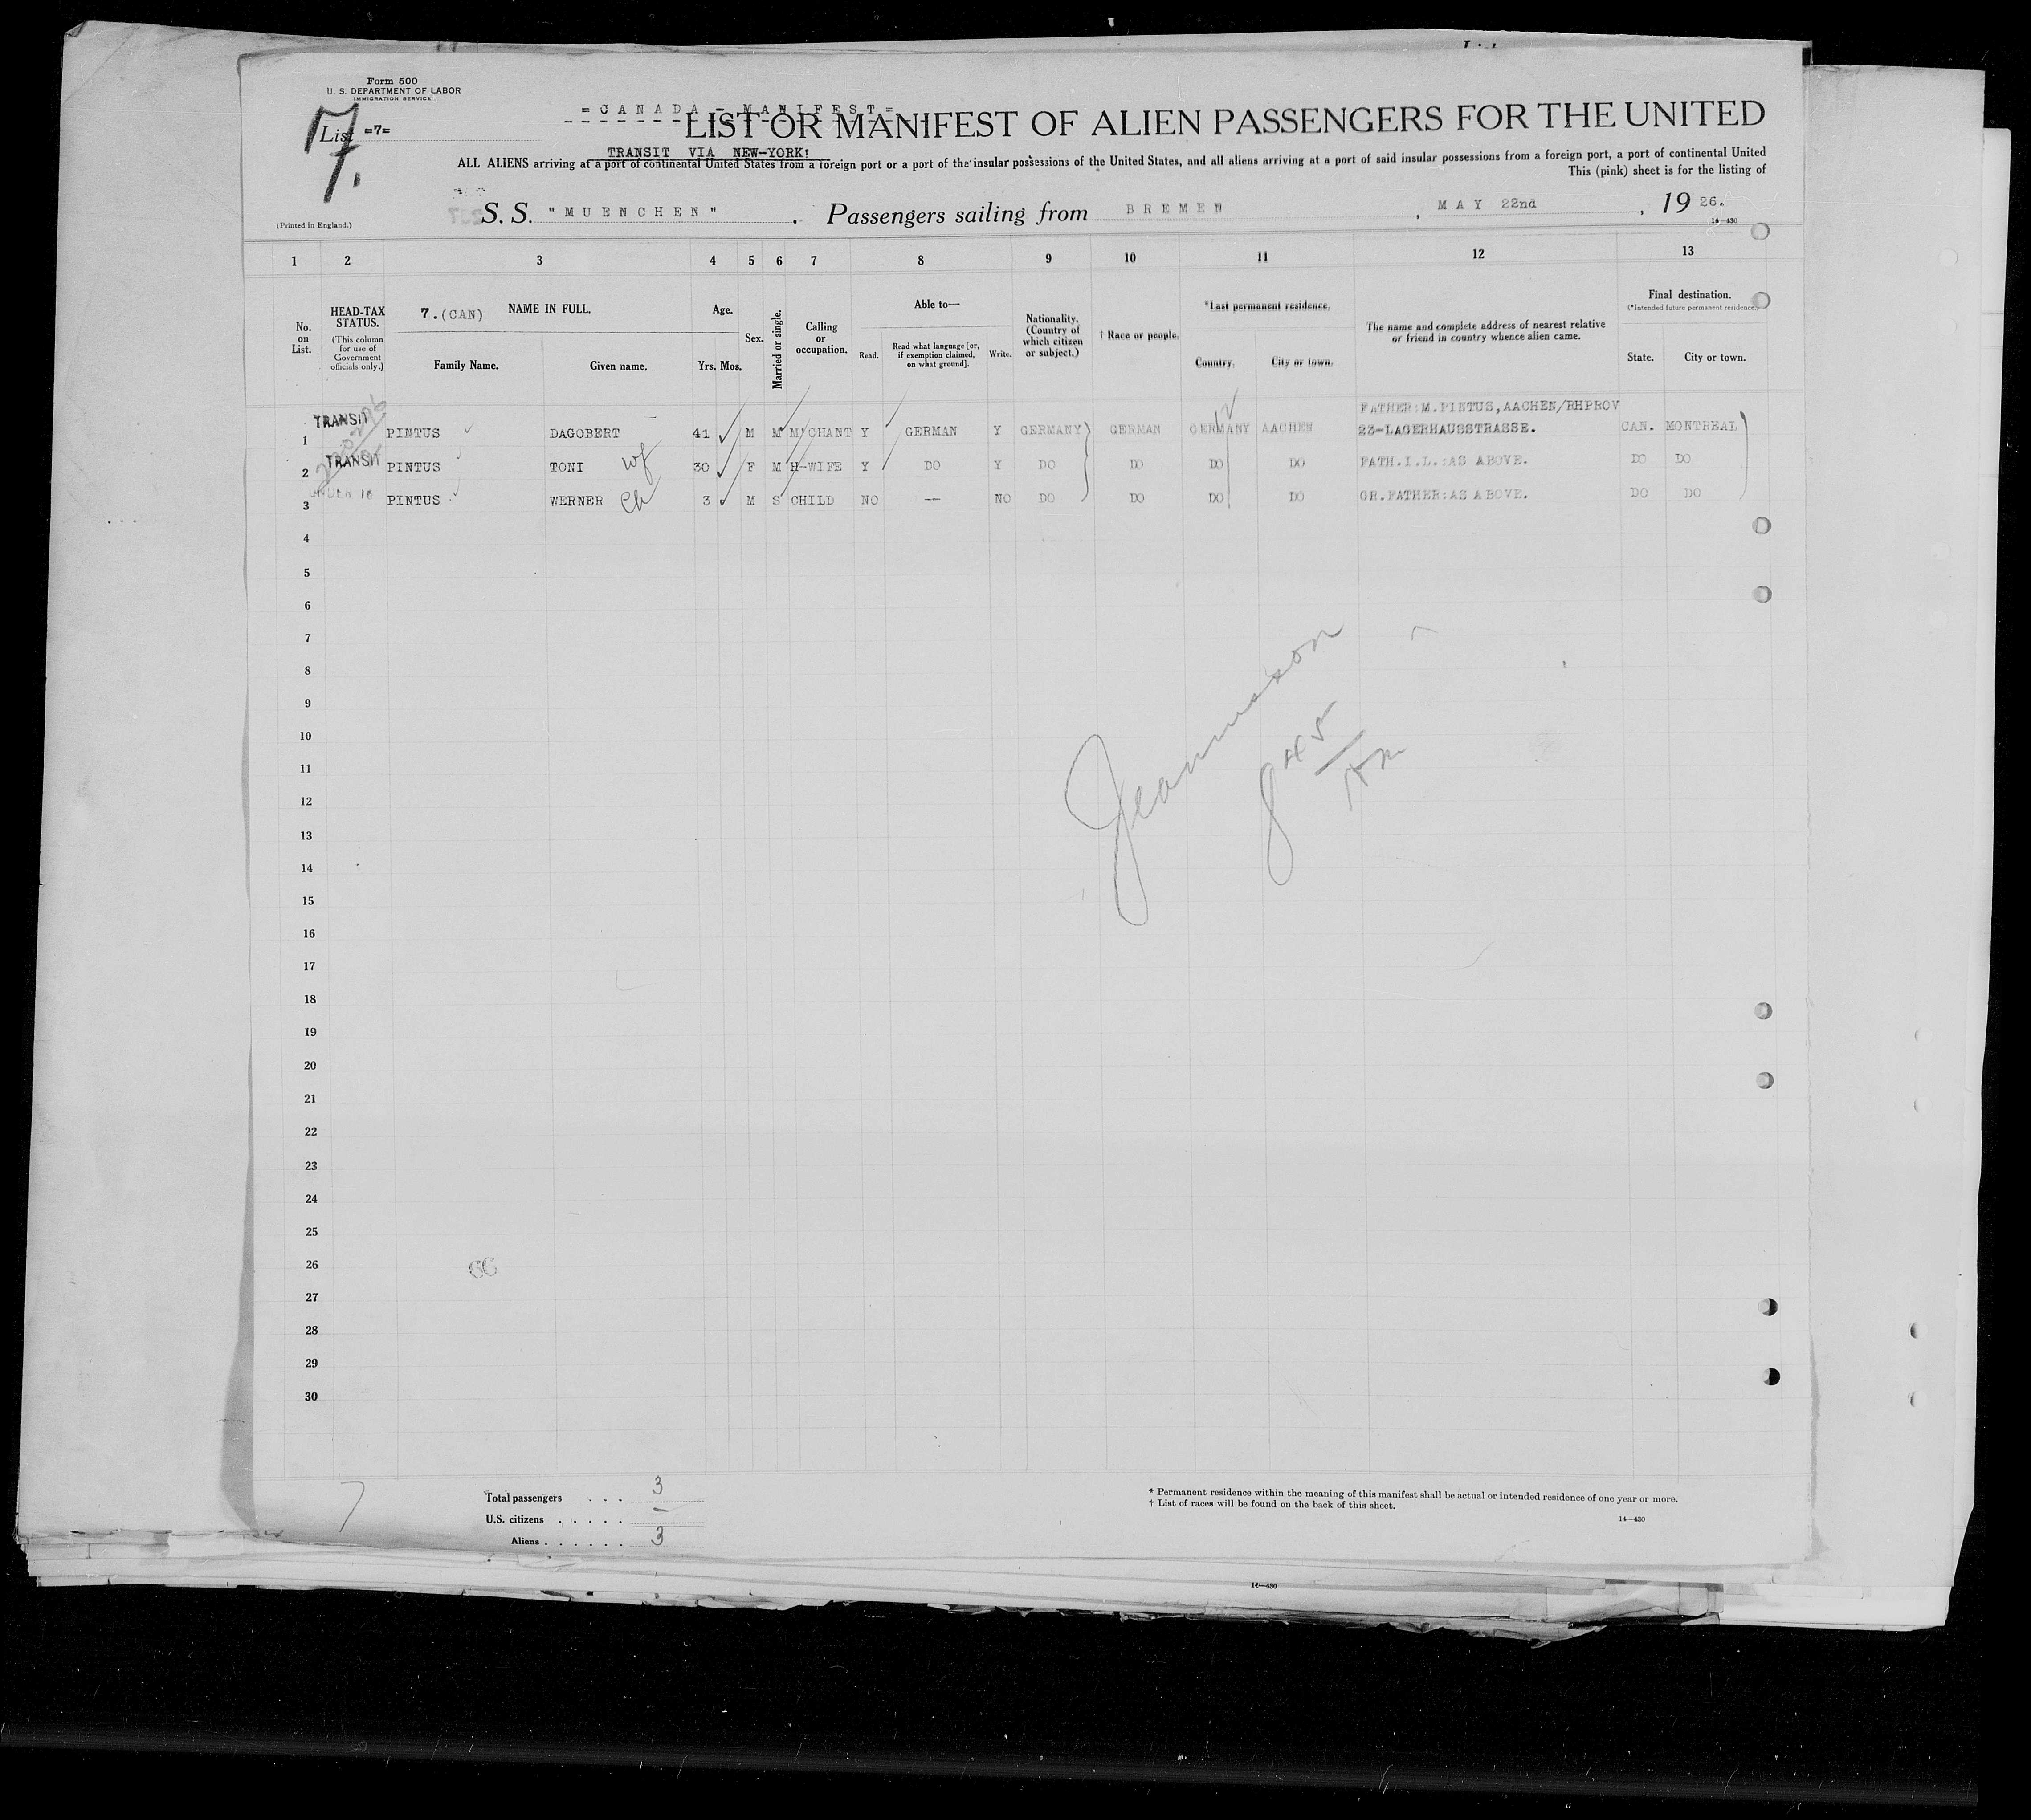 Form 500
U. S. DEPARTMENT OF LABOR
IMMIGRATION SERVICE
=CANADA - MANIFEST=
List =7=
7.
LIST OR MANIFEST OF ALIEN PASSENGERS FOR THE UNITED
TRANSIT VIA NEW-YORK!
ALL ALIENS arriving at a port of continental United States from a foreign port or a port of the insular possessions of the United States, and all aliens arriving at a port of said insular possessions from a foreign port, a port of continental United
This (pink) sheet is for the listing of
S. S. "MUENCHEN" . Passengers sailing from BREMEN , MAY 22nd , 19 26.
(Printed in England.)
14—430
1 2 3 4 5 6 7 8 9 10 11 12 13
No. on List.
HEAD-TAX STATUS.
(This column for use of Government officials only.)
7.(CAN) NAME IN FULL.
Family Name. Given name.
Age.
Yrs. Mos.
Sex.
Married or single.
Calling or occupation.
Able to—
Read. Read what language [or, if exemption claimed, on what ground]. Write.
Nationality. (Country of which citizen or subject.)
† Race or people.
*Last permanent residence.
Country. City or town.
The name and complete address of nearest relative or friend in country whence alien came.
Final destination.
(*Intended future permanent residence.)
State. City or town.
TRANSIT FATHER:M.PINTUS,AACHEN/RHPROV
1 PINTUS DAGOBERT 41 M M M'CHANT Y GERMAN Y GERMANY GERMAN GERMANY AACHEN 23-LAGERHAUSSTRASSE. CAN. MONTREAL
2 TRANSIT PINTUS TONI wf 30 F M H-WIFE Y DO Y DO DO DO DO FATH.I.L.:AS ABOVE. DO DO
3 UNDER 16 PINTUS WERNER Ch 3 M S CHILD NO -- NO DO DO DO DO GR.FATHER:AS ABOVE. DO DO
4
5
6
7
8
9
10
11
12
13
14
15
16
17
18
19
20
21
22
23
24
25
26
27
28
29
30
845
7
Total passengers . . . 3
U.S. citizens . . . . . —
Aliens . . . . . . 3
* Permanent residence within the meaning of this manifest shall be actual or intended residence of one year or more.
† List of races will be found on the back of this sheet.
14—430
14—430